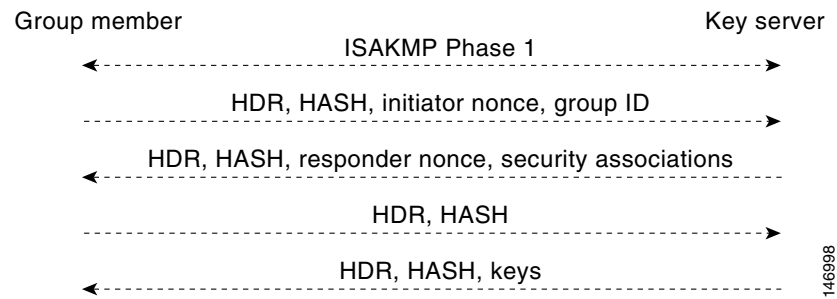 Group member
Key server
ISAKMP Phase 1
HDR, HASH, initiator nonce, group ID
HDR, HASH, responder nonce, security associations
HDR, HASH
HDR, HASH, keys
146998